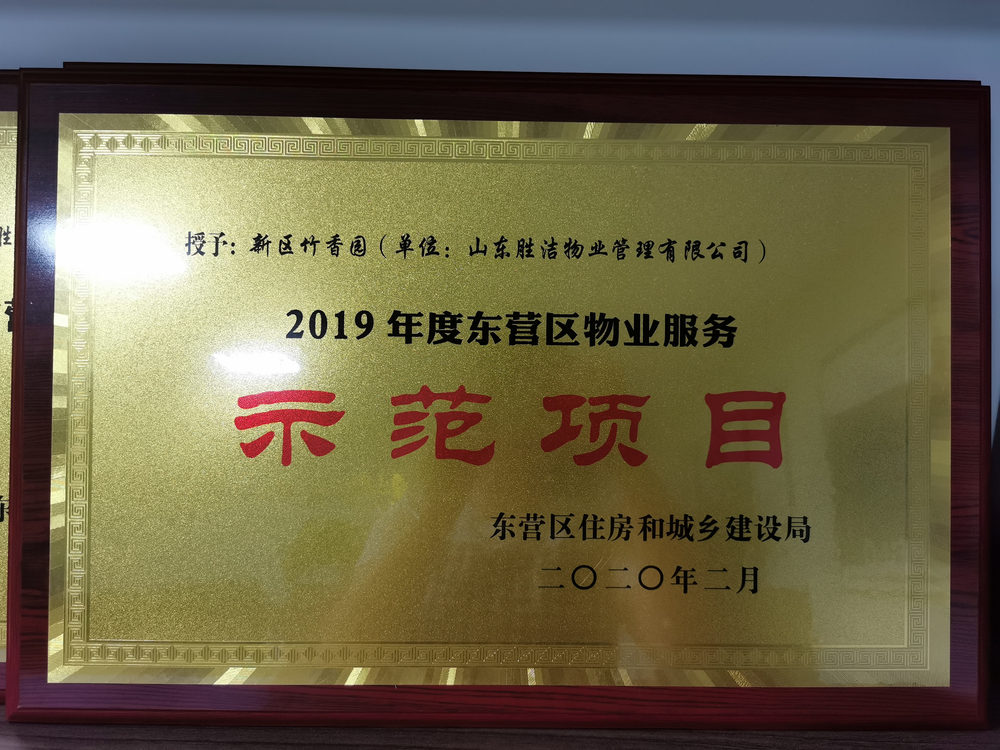 授予：新区竹香园（单位：山东胜洁物业管理有限公司）
2019年度东营区物业服务
示范项目
东营区住房和城乡建设局
二〇二〇年二月